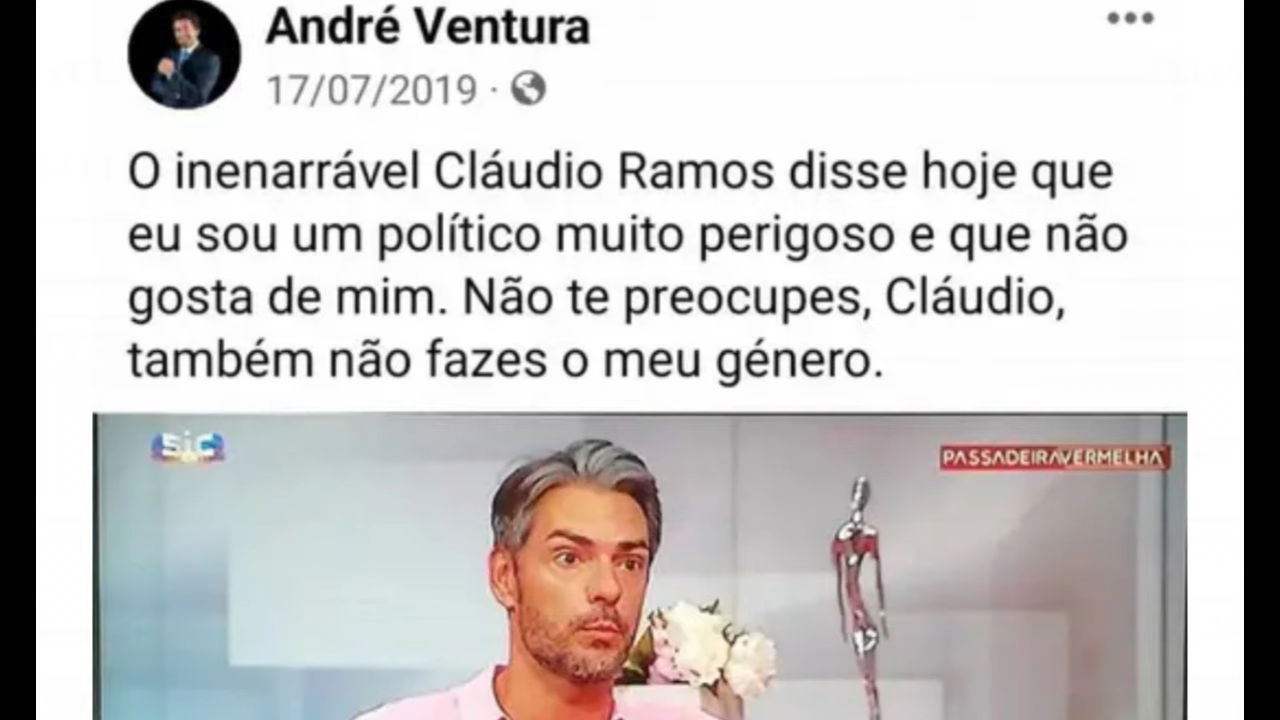 André Ventura
17/07/2019 ·
O inenarrável Cláudio Ramos disse hoje que
eu sou um político muito perigoso e que não
gosta de mim. Não te preocupes, Cláudio,
também não fazes o meu género.
SIC
PASSADEIRAVERMELHA